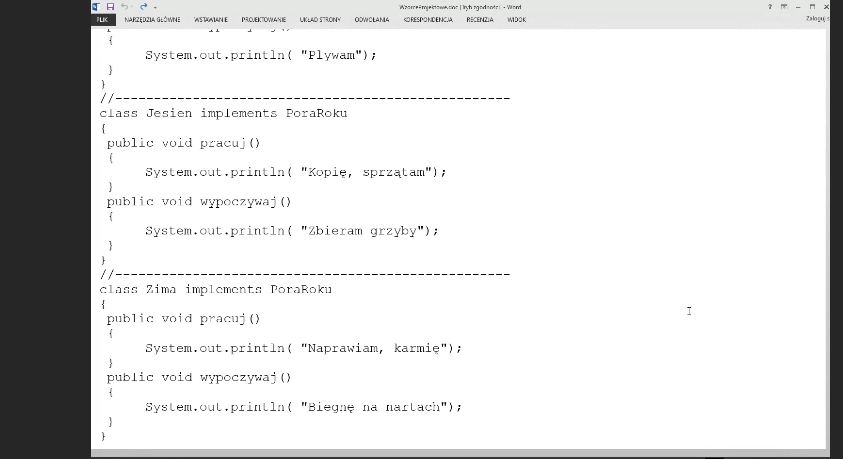 WzorceProjektowe.doc [Tryb zgodności] - Word
PLIK NARZĘDZIA GŁÓWNE WSTAWIANIE PROJEKTOWANIE UKŁAD STRONY ODWOŁANIA KORESPONDENCJA RECENZJA WIDOK Zaloguj s
{
System.out.println( "Plywam");
}
}
//---------------------------------------------------
class Jesien implements PoraRoku
{
public void pracuj()
{
System.out.println( "Kopię, sprzątam");
}
public void wypoczywaj()
{
System.out.println( "Zbieram grzyby");
}
}
//---------------------------------------------------
class Zima implements PoraRoku
{
public void pracuj()
{
System.out.println( "Naprawiam, karmię");
}
public void wypoczywaj()
{
System.out.println( "Biegnę na nartach");
}
}